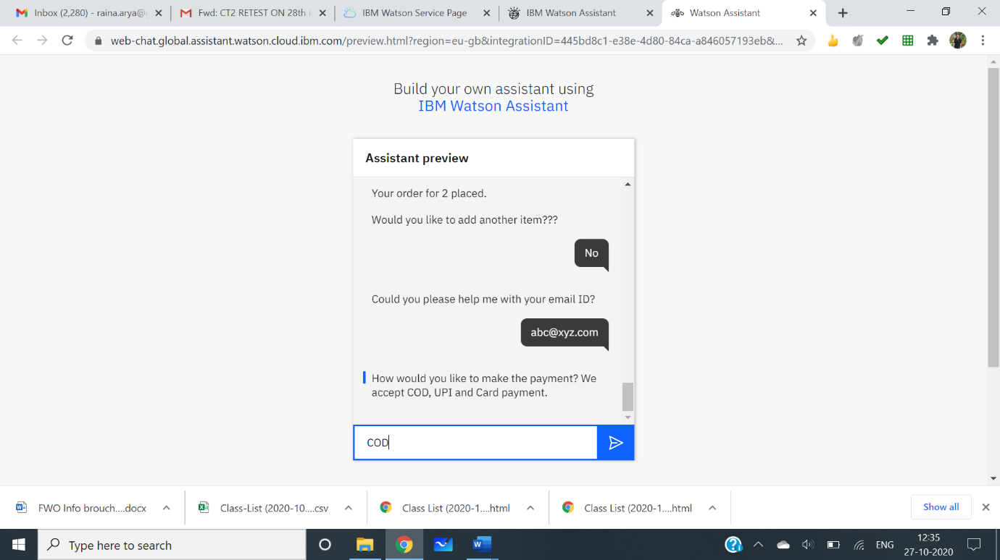 Inbox (2,280) - raina.arya@g
Fwd: CT2 RETEST ON 28th i
IBM Watson Service Page
IBM Watson Assistant
Watson Assistant
web-chat.global.assistant.watson.cloud.ibm.com/preview.html?region=eu-gb&integrationID=445bd8c1-e38e-4d80-84ca-a846057193eb&...
Build your own assistant using
IBM Watson Assistant
Assistant preview
Your order for 2 placed.
Would you like to add another item???
No
Could you please help me with your email ID?
abc@xyz.com
How would you like to make the payment? We
accept COD, UPI and Card payment.
COD
FWO Info brouch....docx
Class-List (2020-10....csv
Class List (2020-1....html
Class List (2020-1....html
Show all
Type here to search
ENG
12:35
27-10-2020